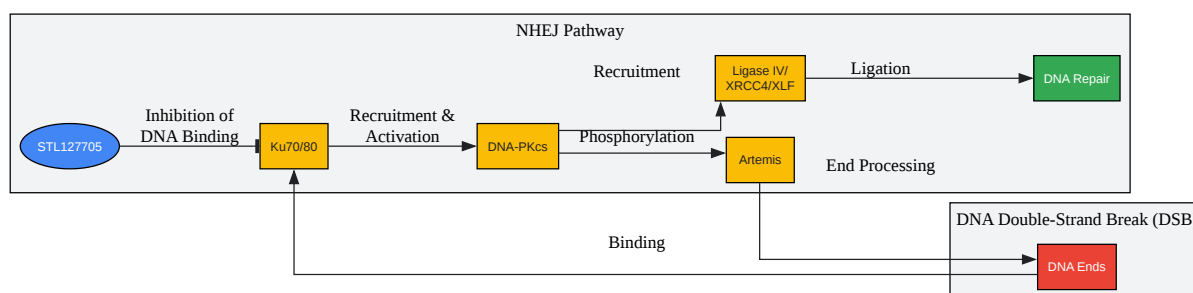 NHEJ Pathway
Recruitment
Ligase IV/
XRCC4/XLF
Ligation
DNA Repair
Inhibition of
DNA Binding
Recruitment &
Activation
Phosphorylation
STL127705
Ku70/80
DNA-PKcs
Artemis
End Processing
DNA Double-Strand Break (DSB
Binding
DNA Ends